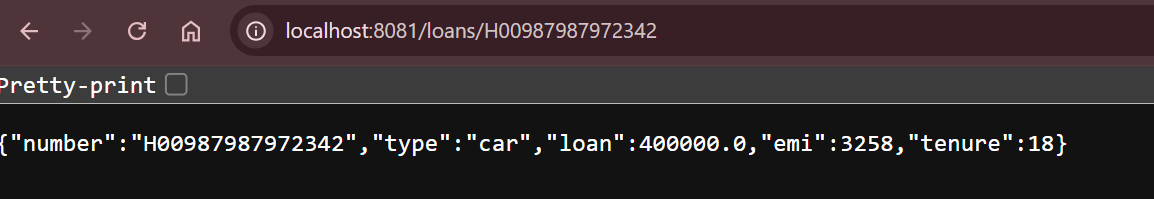 localhost:8081/loans/H00987987972342
Pretty-print
{"number":"H00987987972342","type":"car","loan":400000.0,"emi":3258,"tenure":18}